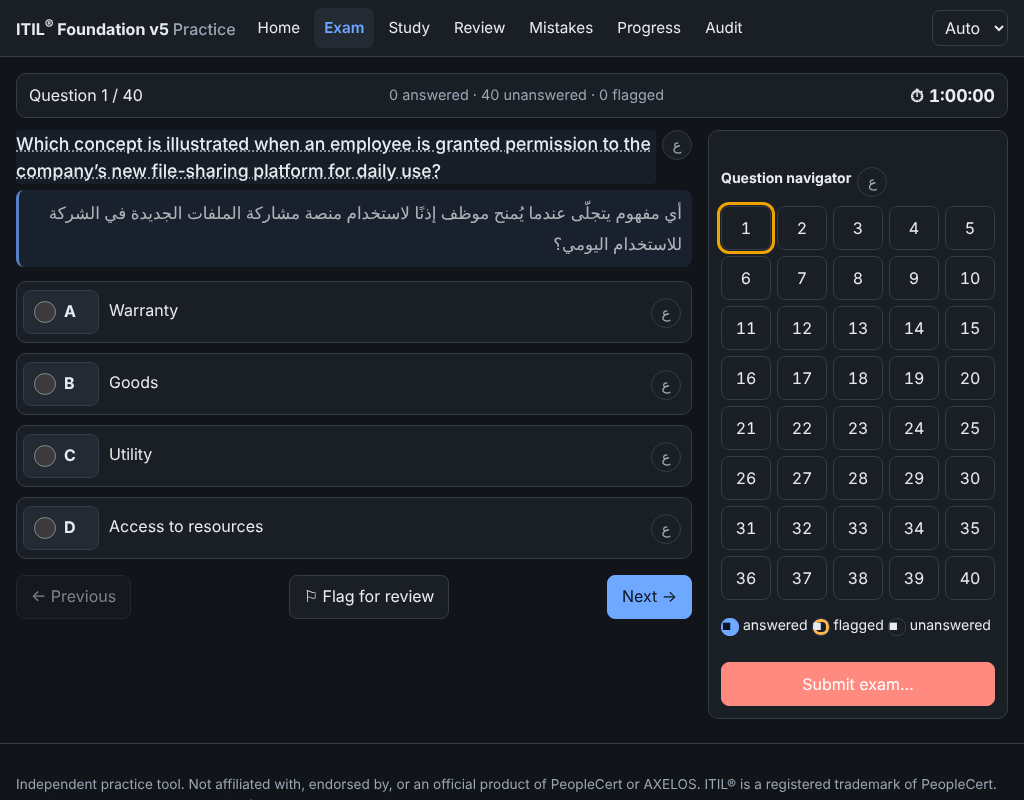 ITIL® Foundation v5 Practice Home Exam Study Review Mistakes Progress Audit Auto
Question 1 / 40 0 answered · 40 unanswered · 0 flagged ⏱ 1:00:00
Which concept is illustrated when an employee is granted permission to the ع
company's new file-sharing platform for daily use?
أي مفهوم يتجلّى عندما يُمنح موظف إذنًا لاستخدام منصة مشاركة الملفات الجديدة في الشركة
للاستخدام اليومي؟
A Warranty ع
B Goods ع
C Utility ع
D Access to resources ع
← Previous ⚐ Flag for review Next →
Question navigator ع
1 2 3 4 5
6 7 8 9 10
11 12 13 14 15
16 17 18 19 20
21 22 23 24 25
26 27 28 29 30
31 32 33 34 35
36 37 38 39 40
answered flagged unanswered
Submit exam…
Independent practice tool. Not affiliated with, endorsed by, or an official product of PeopleCert or AXELOS. ITIL® is a registered trademark of PeopleCert.